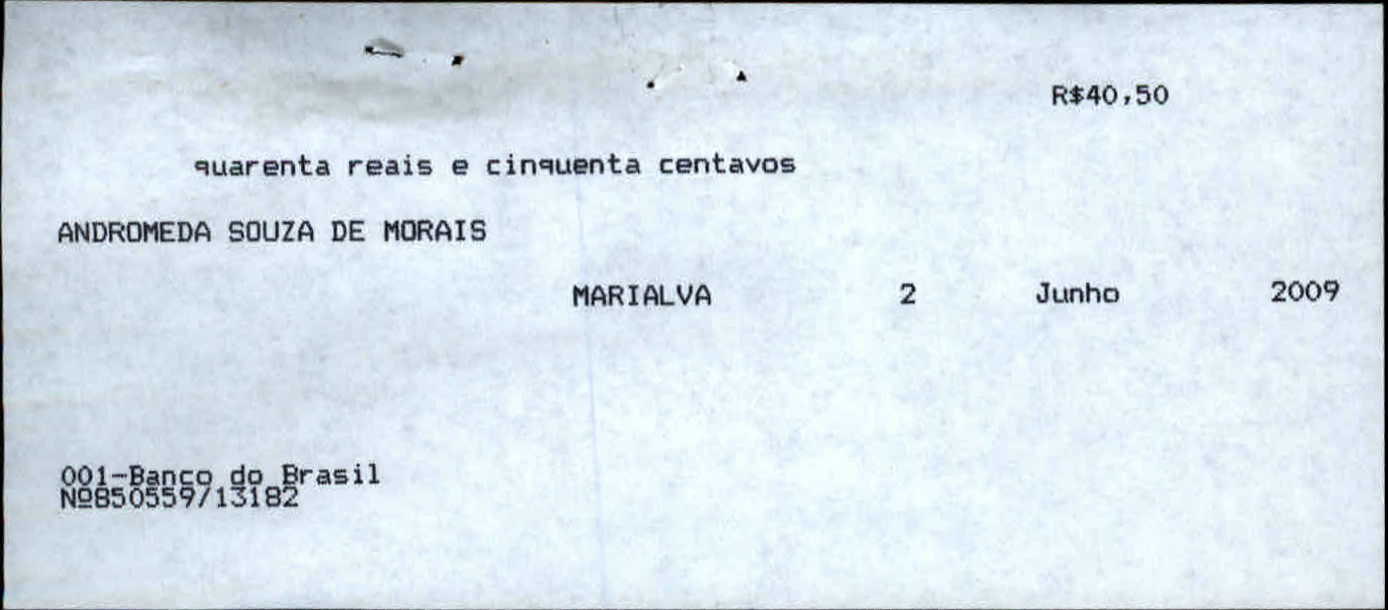 R$40,50
quarenta reais e cinquenta centavos
ANDROMEDA SOUZA DE MORAIS
MARIALVA 2 Junho 2009
001-Banco do Brasil
Nº850559/13182